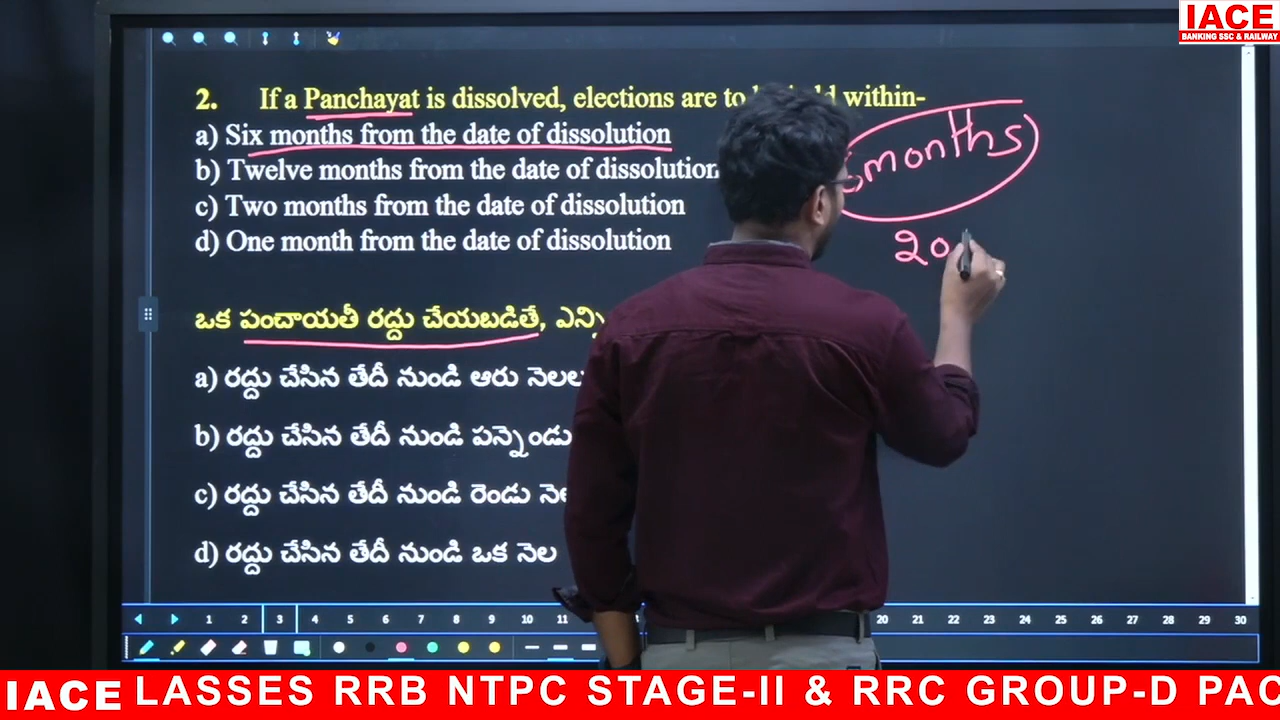 IACE
BANKING SSC & RAILWAY
2. If a Panchayat is dissolved, elections are to held within-
a) Six months from the date of dissolution
b) Twelve months from the date of dissolution
c) Two months from the date of dissolution
d) One month from the date of dissolution
months
20
ఒక పంచాయతీ రద్దు చేయబడితే,
a) రద్దు చేసిన తేదీ నుండి ఆరు
b) రద్దు చేసిన తేదీ నుండి పన్నెండు
c) రద్దు చేసిన తేదీ నుండి రెండు
d) రద్దు చేసిన తేదీ నుండి ఒక నెల
1 2 3 4 5 6 7 8 9 10 11 20 21 22 23 24 25 26 27 28 29 30
IACE LASSES RRB NTPC STAGE-II & RRC GROUP-D PAC